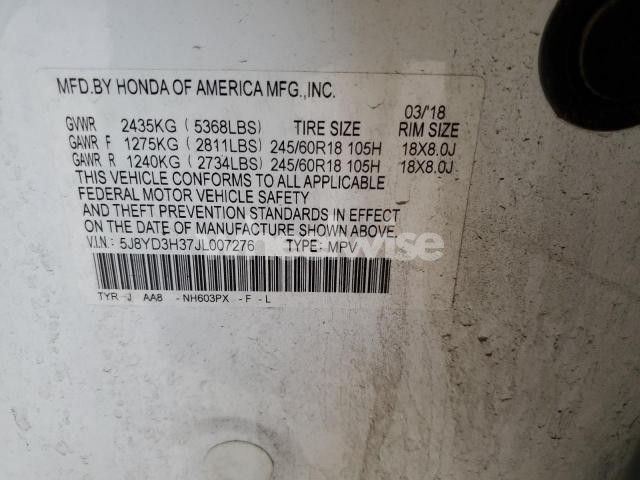 MFD.BY HONDA OF AMERICA MFG.,INC.
03/'18
GVWR 2435KG (5368LBS) TIRE SIZE RIM SIZE
GAWR F 1275KG (2811LBS) 245/60R18 105H 18X8.0J
GAWR R 1240KG (2734LBS) 245/60R18 105H 18X8.0J
THIS VEHICLE CONFORMS TO ALL APPLICABLE
FEDERAL MOTOR VEHICLE SAFETY
AND THEFT PREVENTION STANDARDS IN EFFECT
ON THE DATE OF MANUFACTURE SHOWN ABOVE.
V.I.N: 5J8YD3H37JL007276 TYPE: MPV
TYR-J AA8 -NH603PX -F -L